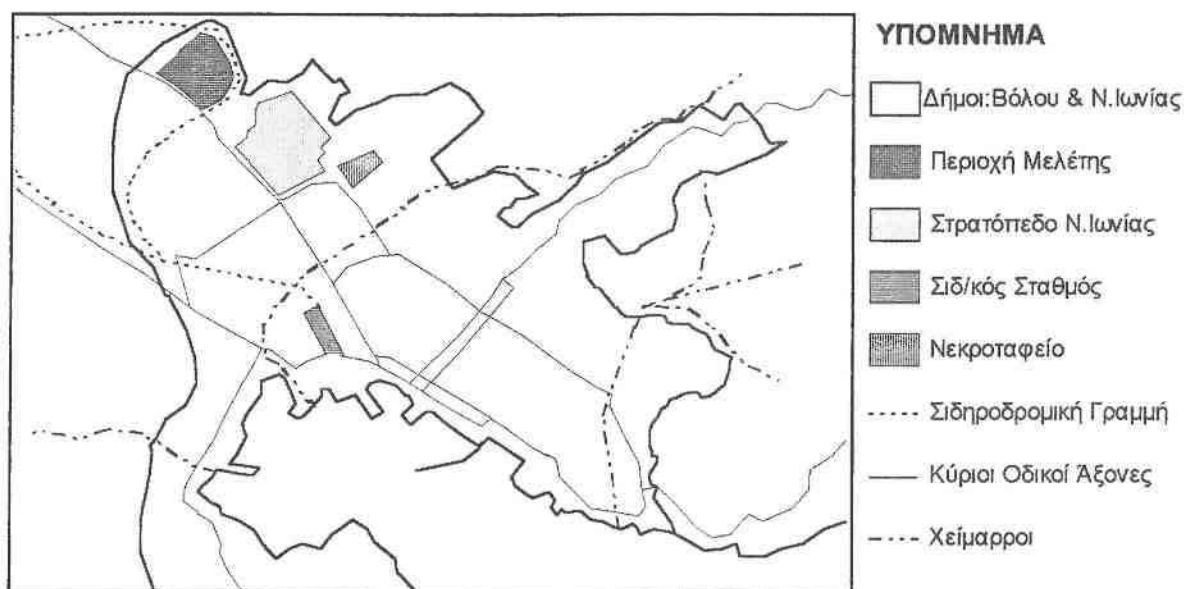 ΥΠΟΜΝΗΜΑ
Δήμοι:Βόλου & Ν.Ιωνίας
Περιοχή Μελέτης
Στρατόπεδο Ν.Ιωνίας
Σιδ/κός Σταθμός
Νεκροταφείο
Σιδηροδρομική Γραμμή
Κύριοι Οδικοί Άξονες
Χείμαρροι